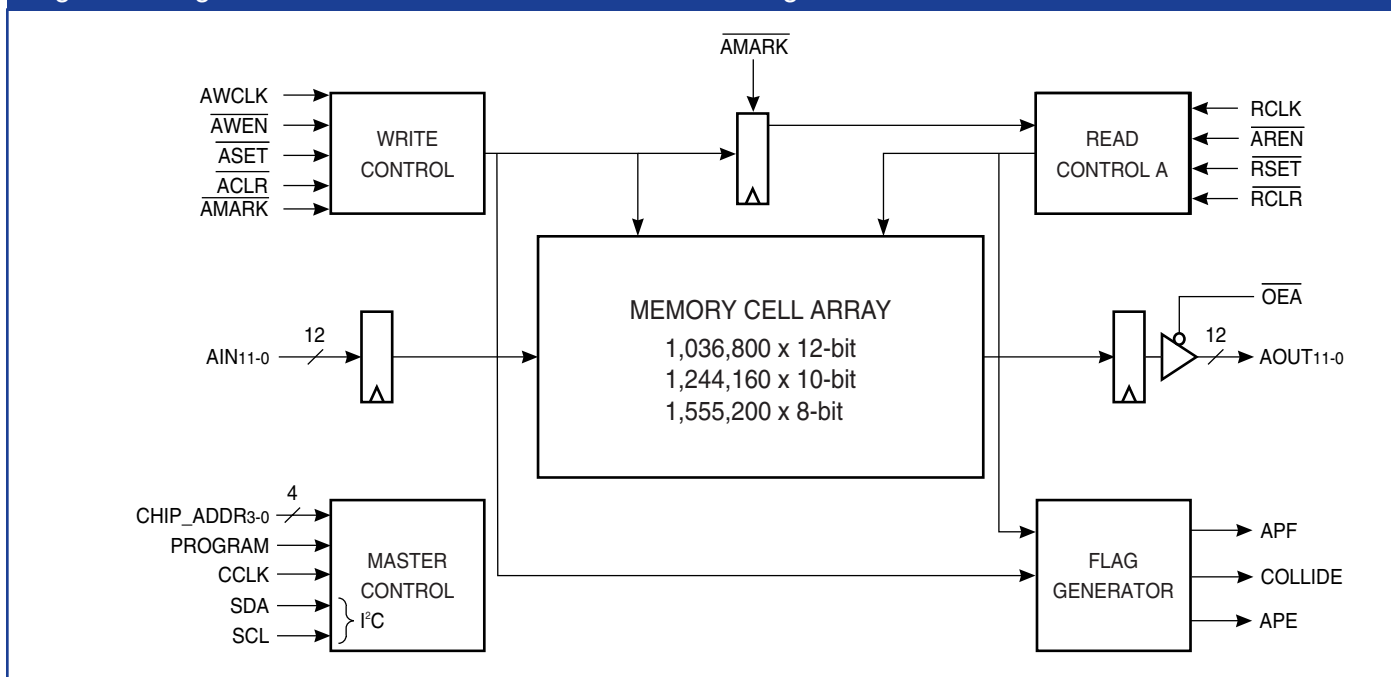 AMARK
AWCLK
AWEN
ASET
ACLR
AMARK
WRITE
CONTROL
READ
CONTROL A
RCLK
AREN
RSET
RCLR
MEMORY CELL ARRAY
1,036,800 x 12-bit
1,244,160 x 10-bit
1,555,200 x 8-bit
AIN11-0
12
OEA
12
AOUT11-0
4
CHIP_ADDR3-0
PROGRAM
CCLK
SDA
SCL
I²C
MASTER
CONTROL
FLAG
GENERATOR
APF
COLLIDE
APE